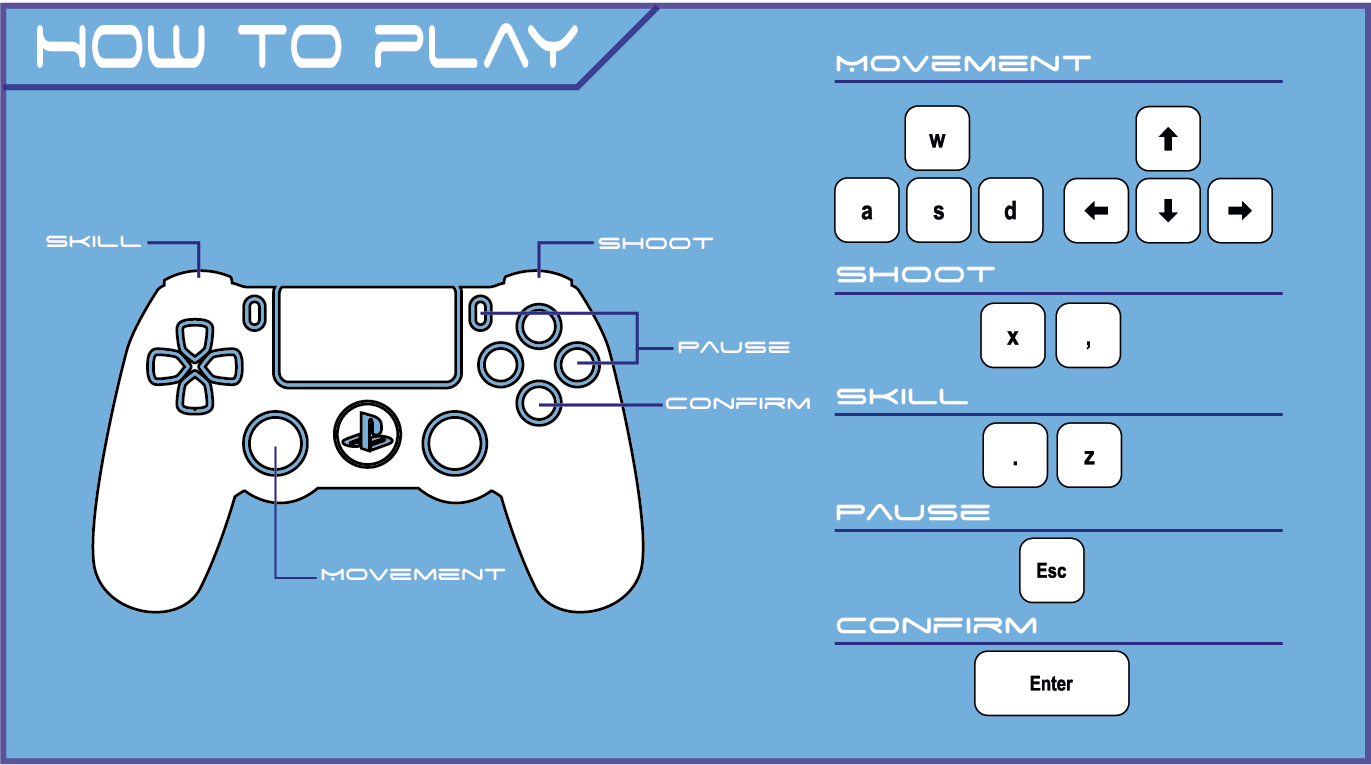 HOW TO PLAY
SKILL
SHOOT
PAUSE
CONFIRM
MOVEMENT
MOVEMENT
w
a s d
SHOOT
x ,
SKILL
. z
PAUSE
Esc
CONFIRM
Enter